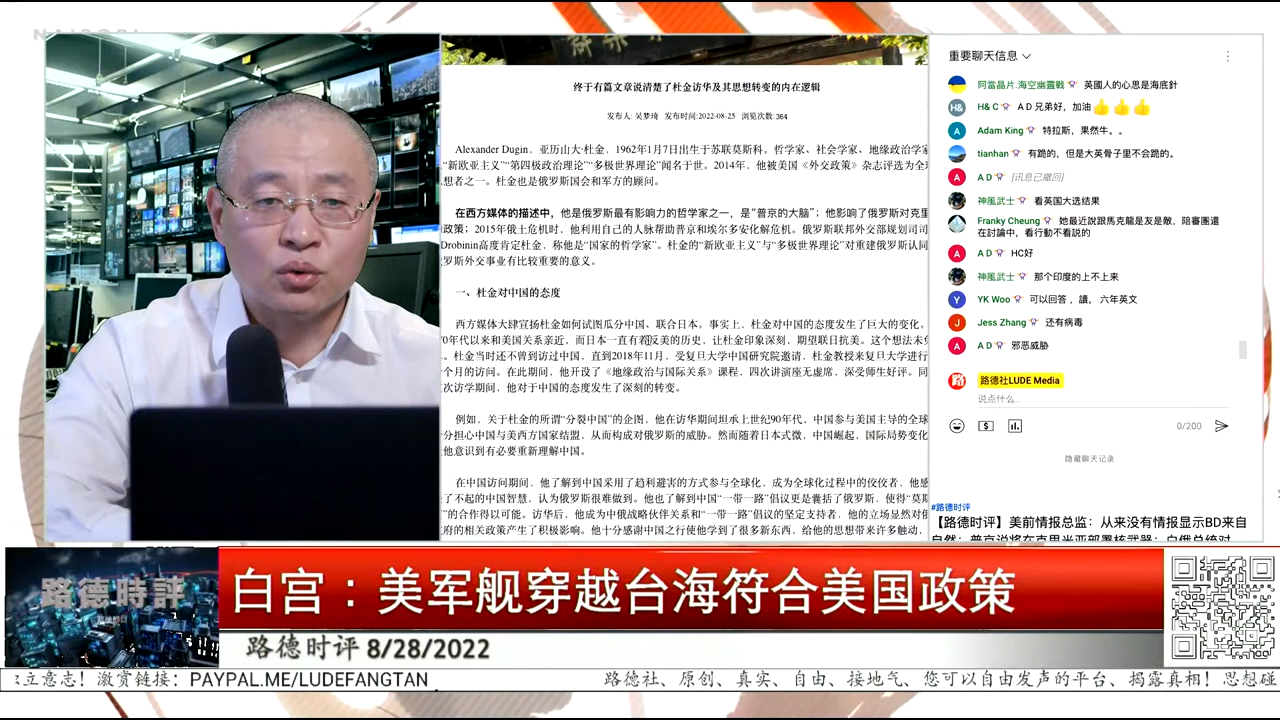 NAIROBI
终于有篇文章说清楚了杜金访华及其思想转变的内在逻辑
发布人: 吴梦琦 发布时间:2022-08-25 浏览次数:364
Alexander Dugin，亚历山大·杜金，1962年1月7日出生于苏联莫斯科。哲学家、社会学家、地缘政治学家
“新欧亚主义”“第四极政治理论”“多极世界理论”闻名于世。2014年，他被美国《外交政策》杂志评选为全球
想者之一。杜金也是俄罗斯国会和军方的顾问。
在西方媒体的描述中，他是俄罗斯最有影响力的哲学家之一，是“普京的大脑”；他影响了俄罗斯对克里
政策；2015年俄土危机时，他利用自己的人脉帮助普京和埃尔多安化解危机。俄罗斯联邦外交部规划司司
Drobinin高度肯定杜金，称他是“国家的哲学家”。杜金的“新欧亚主义”与“多极世界理论”对重建俄罗斯认同
罗斯外交事业有比较重要的意义。
一、杜金对中国的态度
西方媒体大肆宣扬杜金如何试图瓜分中国、联合日本。事实上，杜金对中国的态度发生了巨大的变化。
0年代以来和美国关系亲近，而日本一直有着反美的历史，让杜金印象深刻，期望联日抗美。这个想法未
。杜金当时还不曾到访过中国，直到2018年11月，受复旦大学中国研究院邀请，杜金教授来复旦大学进行
个月的访问。在此期间，他开设了《地缘政治与国际关系》课程，四次讲演座无虚席，深受师生好评。同
次访学期间，他对于中国的态度发生了深刻的转变。
例如，关于杜金的所谓“分裂中国”的企图，他在访华期间坦承上世纪90年代，中国参与美国主导的全球
分担心中国与美西方国家结盟，从而构成对俄罗斯的威胁。然而随着日本式微，中国崛起，国际局势变化
他意识到有必要重新理解中国。
在中国访问期间，他了解到中国采用了趋利避害的方式参与全球化，成为全球化过程中的佼佼者，他感
了不起的中国智慧，认为俄罗斯很难做到。他也了解到中国“一带一路”倡议更是囊括了俄罗斯，使得“莫斯
”的合作得以可能。访华后，他成为中俄战略伙伴关系和“一带一路”倡议的坚定支持者，他的立场显然对俄
府的相关政策产生了积极影响。他十分感谢中国之行使他学到了很多新东西，给他的思想带来许多触动，
重要聊天信息
阿當晶片.海空幽靈戰 英國人的心思是海底針
H& C A D 兄弟好，加油👍👍👍
Adam King 特拉斯，果然牛。。
tianhan 有跪的，但是大英骨子里不会跪的。
A D [讯息已撤回]
神風武士 看英国大选结果
Franky Cheung 她最近說跟馬克龍是友是敵，陪審團還
在討論中，看行動不看説的
A D HC好
神風武士 那个印度的上不上来
YK Woo 可以回答 ，讀， 六年英文
Jess Zhang 还有病毒
A D 邪恶威胁
路德社LUDE Media
说点什么...
0/200
隐藏聊天记录
#路德时评
【路德时评】美前情报总监：从来没有情报显示BD来自
自然；普京说将在克里米亚部署核武器；白俄总统对
路德時評
白宫：美军舰穿越台海符合美国政策
路德时评 8/28/2022
立意志！激赏链接：PAYPAL.ME/LUDEFANGTAN
路德社、原创、真实、自由、接地气、您可以自由发声的平台、揭露真相！思想碰